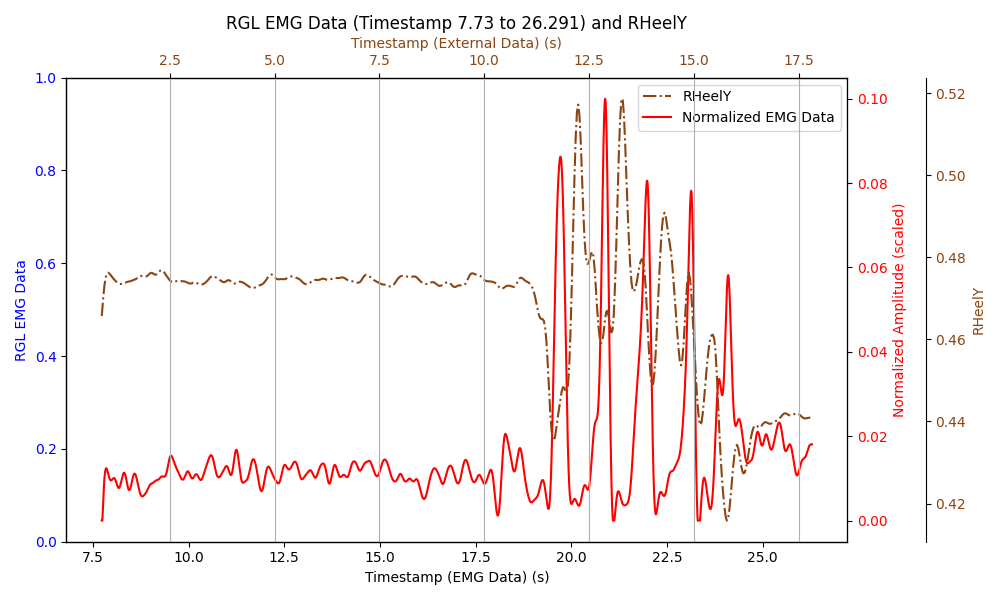 RGL EMG Data (Timestamp 7.73 to 26.291) and RHeelY
Timestamp (External Data) (s)
2.5 5.0 7.5 10.0 12.5 15.0 17.5
RHeelY
Normalized EMG Data
1.0
0.8
0.6
0.4
0.2
0.0
RGL EMG Data
0.10
0.08
0.06
0.04
0.02
0.00
Normalized Amplitude (scaled)
0.52
0.50
0.48
0.46
0.44
0.42
RHeelY
7.5 10.0 12.5 15.0 17.5 20.0 22.5 25.0
Timestamp (EMG Data) (s)